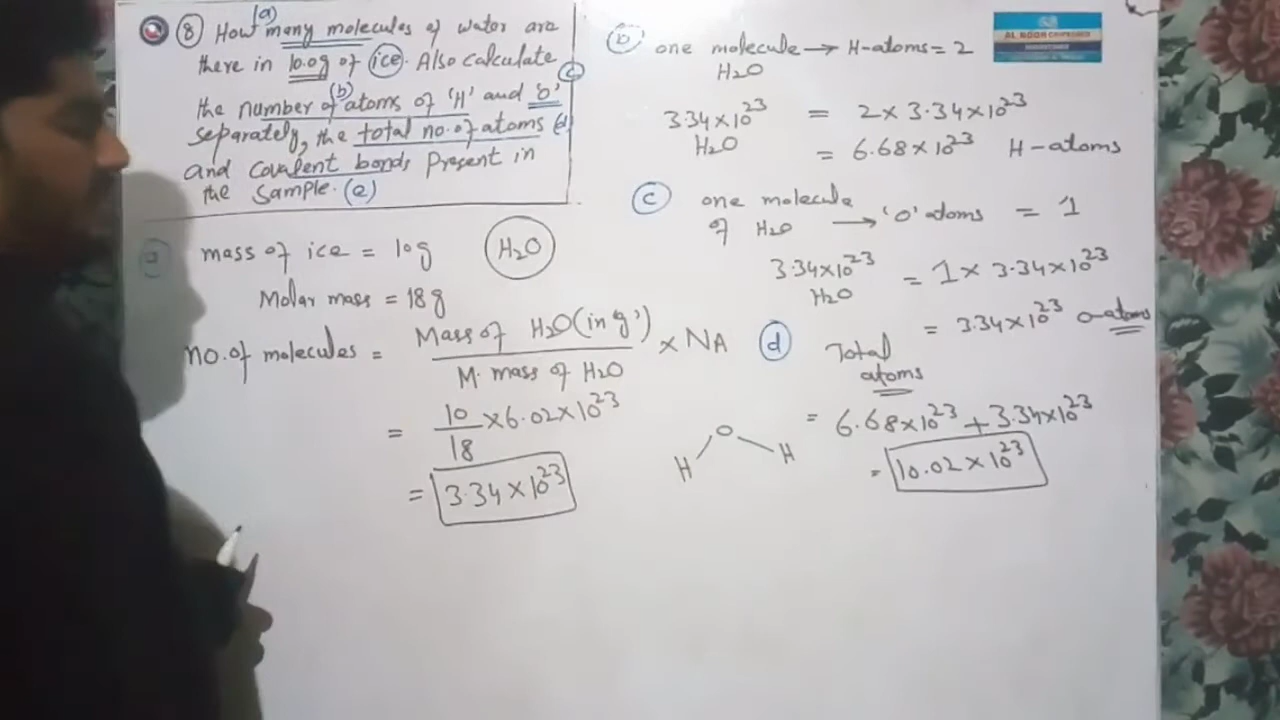 (a)
8 How many molecules of water are
there in 10.0g of ice. Also calculate
(b) (c)
the number of atoms of 'H' and 'O'
separately, the total no. of atoms (d)
and covalent bonds present in
the sample. (e)
a mass of ice = 10g H2O
Molar mass = 18g
no. of molecules = Mass of H2O (in g') / M. mass of H2O × NA
= 10/18 × 6.02 × 10^23
= 3.34 × 10^23
b one molecule → H-atoms = 2
H2O
3.34 × 10^23 = 2 × 3.34 × 10^23
H2O = 6.68 × 10^23 H-atoms
c one molecule
of H2O → 'O' atoms = 1
3.34 × 10^23 = 1 × 3.34 × 10^23
H2O
= 3.34 × 10^23 O-atoms
d Total
atoms
= 6.68 × 10^23 + 3.34 × 10^23
= 10.02 × 10^23
O
H H
AL NOOR